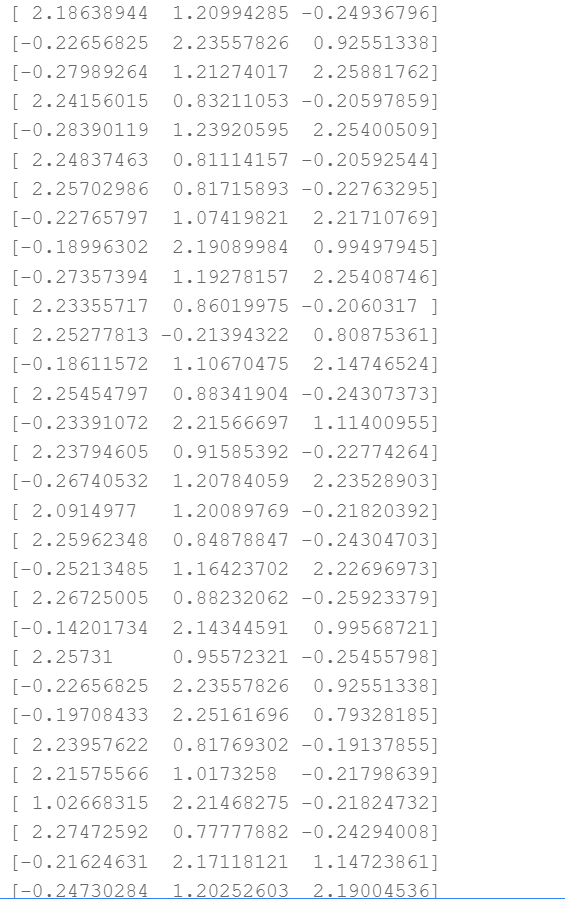 [ 2.18638944  1.20994285 -0.24936796]
[-0.22656825  2.23557826  0.92551338]
[-0.27989264  1.21274017  2.25881762]
[ 2.24156015  0.83211053 -0.20597859]
[-0.28390119  1.23920595  2.25400509]
[ 2.24837463  0.81114157 -0.20592544]
[ 2.25702986  0.81715893 -0.22763295]
[-0.22765797  1.07419821  2.21710769]
[-0.18996302  2.19089984  0.99497945]
[-0.27357394  1.19278157  2.25408746]
[ 2.23355717  0.86019975 -0.2060317 ]
[ 2.25277813 -0.21394322  0.80875361]
[-0.18611572  1.10670475  2.14746524]
[ 2.25454797  0.88341904 -0.24307373]
[-0.23391072  2.21566697  1.11400955]
[ 2.23794605  0.91585392 -0.22774264]
[-0.26740532  1.20784059  2.23528903]
[ 2.0914977   1.20089769 -0.21820392]
[ 2.25962348  0.84878847 -0.24304703]
[-0.25213485  1.16423702  2.22696973]
[ 2.26725005  0.88232062 -0.25923379]
[-0.14201734  2.14344591  0.99568721]
[ 2.25731     0.95572321 -0.25455798]
[-0.22656825  2.23557826  0.92551338]
[-0.19708433  2.25161696  0.79328185]
[ 2.23957622  0.81769302 -0.19137855]
[ 2.21575566  1.0173258  -0.21798639]
[ 1.02668315  2.21468275 -0.21824732]
[ 2.27472592  0.77777882 -0.24294008]
[-0.21624631  2.17118121  1.14723861]
[-0.24730284  1.20252603  2.19004536]